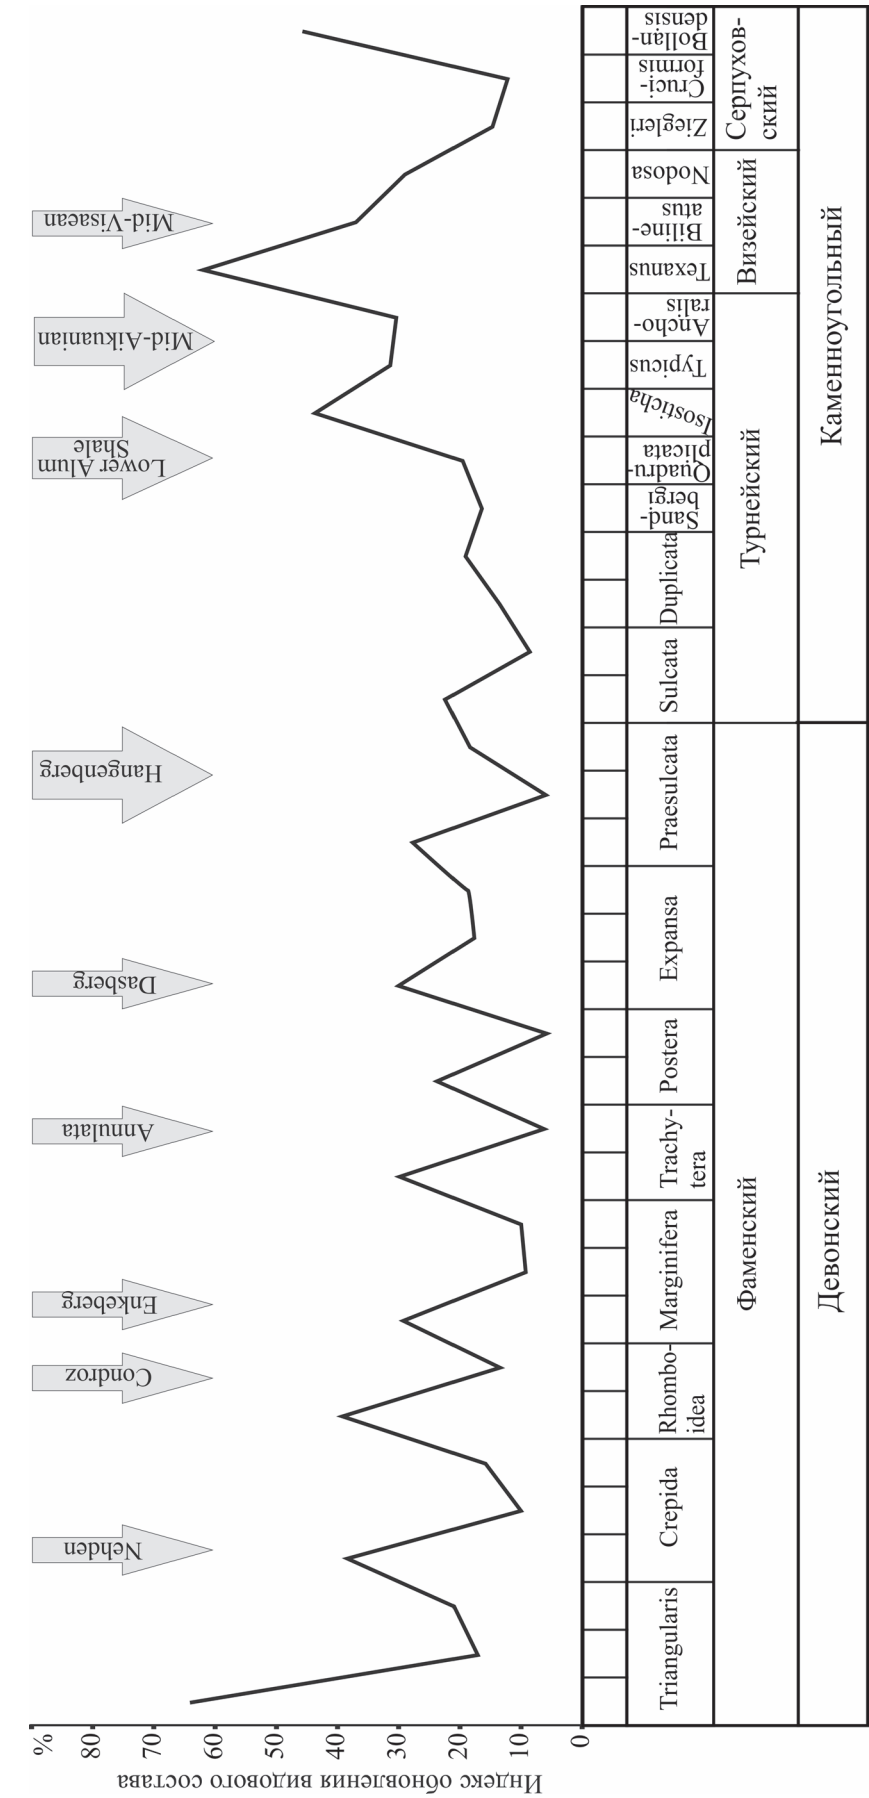 Bollan-
densis
Cruci-
formis
Ziegleri
Серпухов-
ский
Nodosa
Mid-Visaean
Biline-
atus
Визейский
Texanus
Ancho-
ralis
Mid-Aikuanian
Typicus
Каменноугольный
Isosticha
Lower Alum
Shale
Quadru-
plicata
Турнейский
Sand-
bergi
Duplicata
Sulcata
Hangenberg
Praesulcata
Expansa
Dasberg
Postera
Annulata
Trachy-
tera
Фаменский
Девонский
Marginifera
Enkeberg
Condroz
Rhombo-
idea
Crepida
Nehden
Triangularis
%
80
70
60
50
40
30
20
10
0
Индекс обновления видового состава